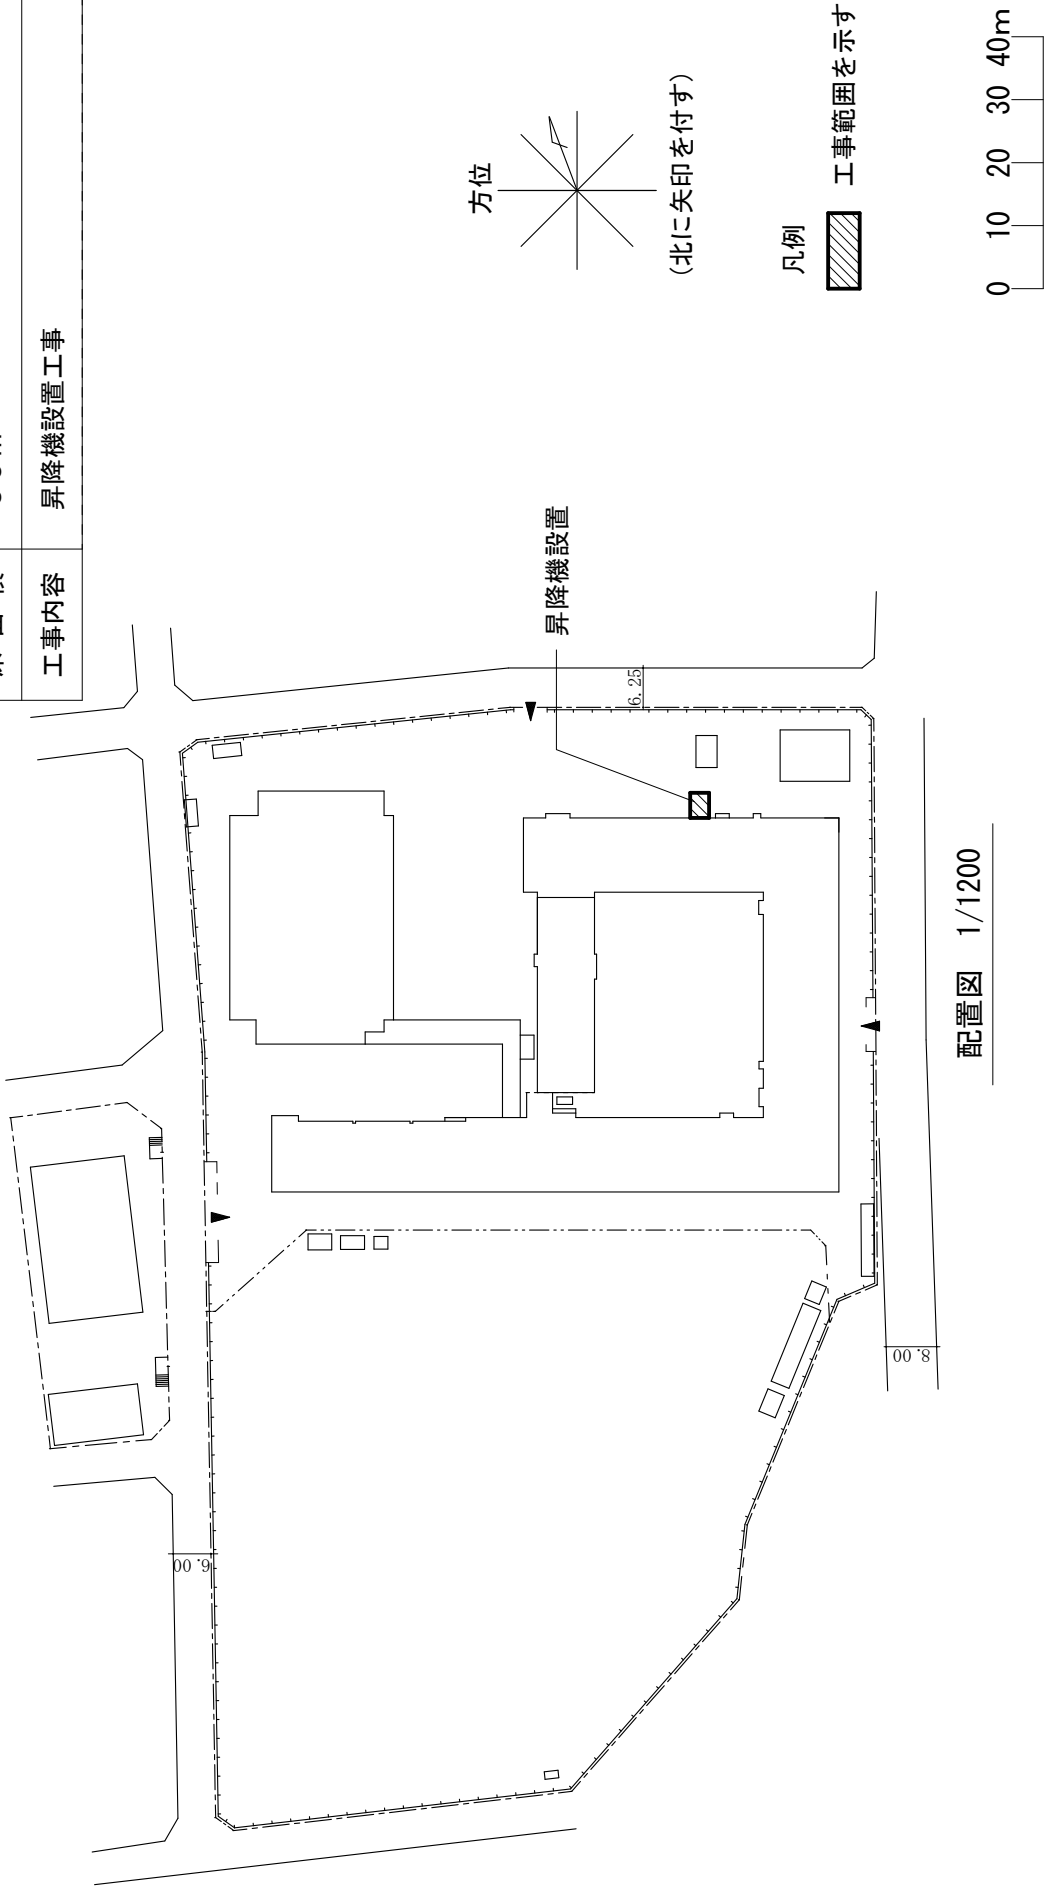 工事内容
昇降機設置工事
方位
(北に矢印を付す)
凡例
工事範囲を示す
0 10 20 30 40m
昇降機設置
6.25
6.00
8.00
配置図 1/1200